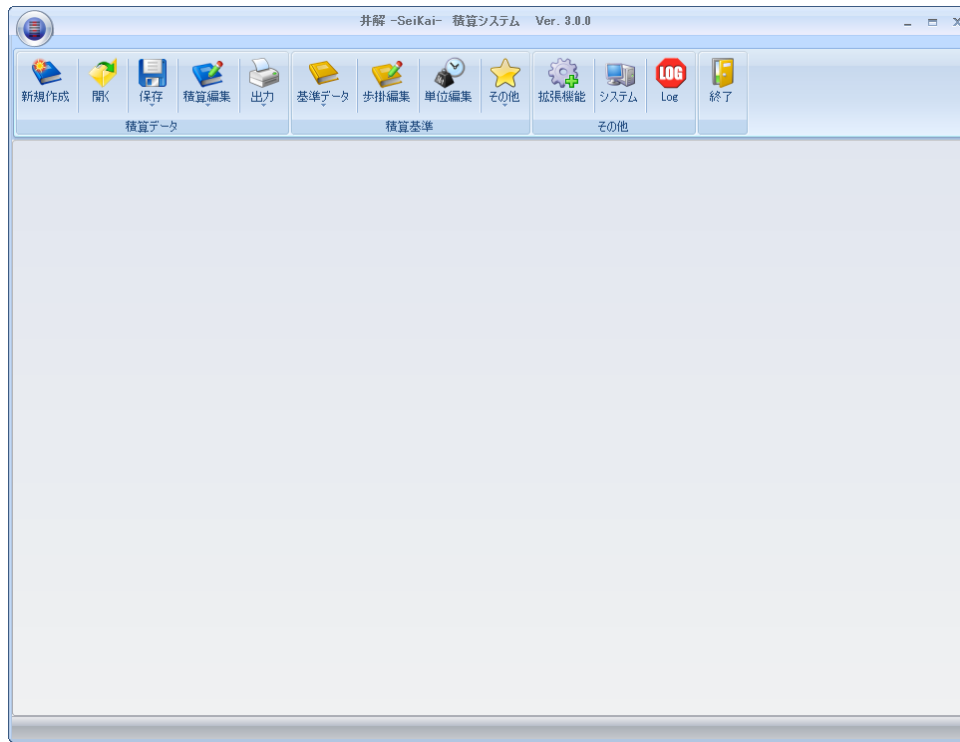 井解 -SeiKai- 積算システム Ver. 3.0.0
新規作成 開く 保存 積算編集 出力 基準データ 歩掛編集 単位編集 その他 拡張機能 システム LOG Log 終了
積算データ 積算基準 その他